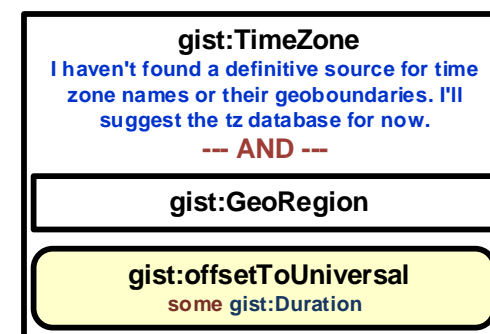 gist:TimeZone
I haven't found a definitive source for time
zone names or their geoboundaries. I'll
suggest the tz database for now.
--- AND ---
gist:GeoRegion
gist:offsetToUniversal
some gist:Duration